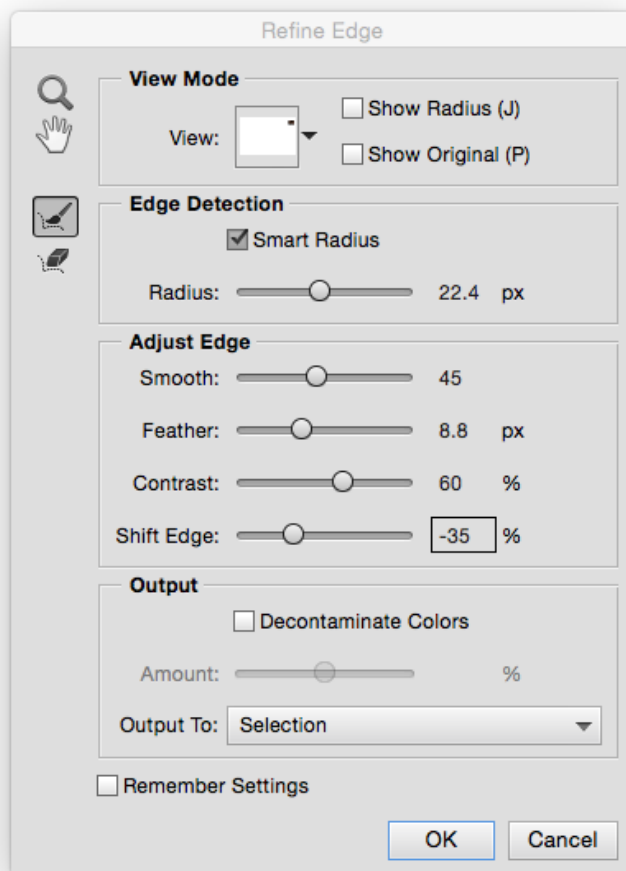 Refine Edge
View Mode
View:
Show Radius (J)
Show Original (P)
Edge Detection
Smart Radius
Radius: 22.4 px
Adjust Edge
Smooth: 45
Feather: 8.8 px
Contrast: 60 %
Shift Edge: -35 %
Output
Decontaminate Colors
Amount: %
Output To: Selection
Remember Settings
OK Cancel